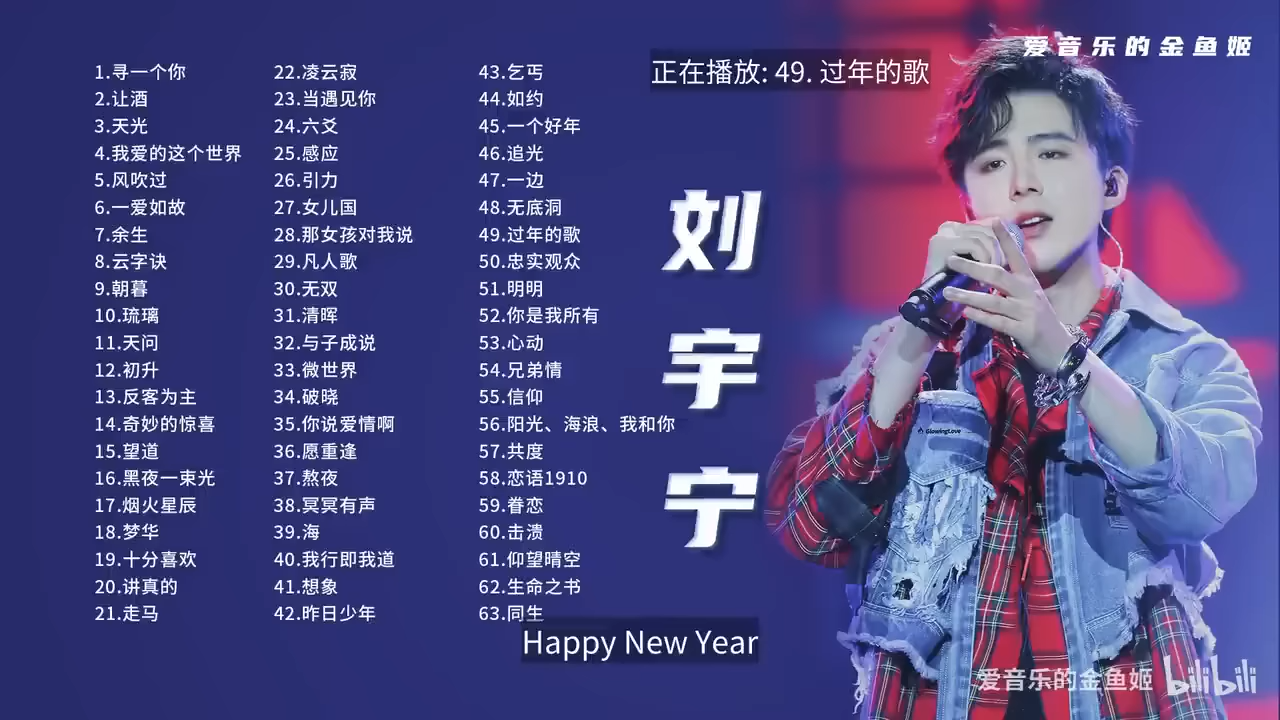 爱音乐的金鱼姬
正在播放: 49. 过年的歌
1.寻一个你
2.让酒
3.天光
4.我爱的这个世界
5.风吹过
6.一爱如故
7.余生
8.云字诀
9.朝暮
10.琉璃
11.天问
12.初升
13.反客为主
14.奇妙的惊喜
15.望道
16.黑夜一束光
17.烟火星辰
18.梦华
19.十分喜欢
20.讲真的
21.走马
22.凌云寂
23.当遇见你
24.六爻
25.感应
26.引力
27.女儿国
28.那女孩对我说
29.凡人歌
30.无双
31.清晖
32.与子成说
33.微世界
34.破晓
35.你说爱情啊
36.愿重逢
37.熬夜
38.冥冥有声
39.海
40.我行即我道
41.想象
42.昨日少年
43.乞丐
44.如约
45.一个好年
46.追光
47.一边
48.无底洞
49.过年的歌
50.忠实观众
51.明明
52.你是我所有
53.心动
54.兄弟情
55.信仰
56.阳光、海浪、我和你
57.共度
58.恋语1910
59.眷恋
60.击溃
61.仰望晴空
62.生命之书
63.同生
刘
宇
宁
GlowingLove
Happy New Year
爱音乐的金鱼姬 bilibili